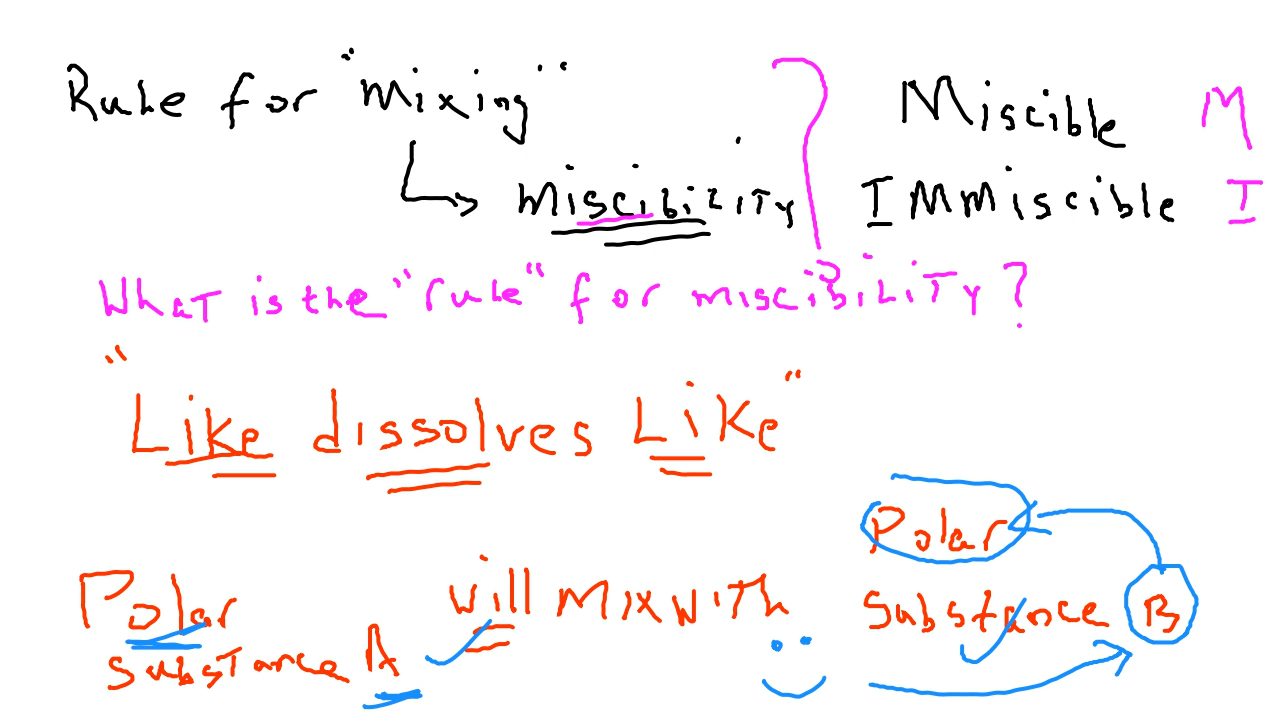 Rule for "Mixing"
Miscibility
Miscible M
IMMiscible I
What is the "rule" for miscibility?
"Like dissolves Like"
Polar substance A will Mix with Polar substance B